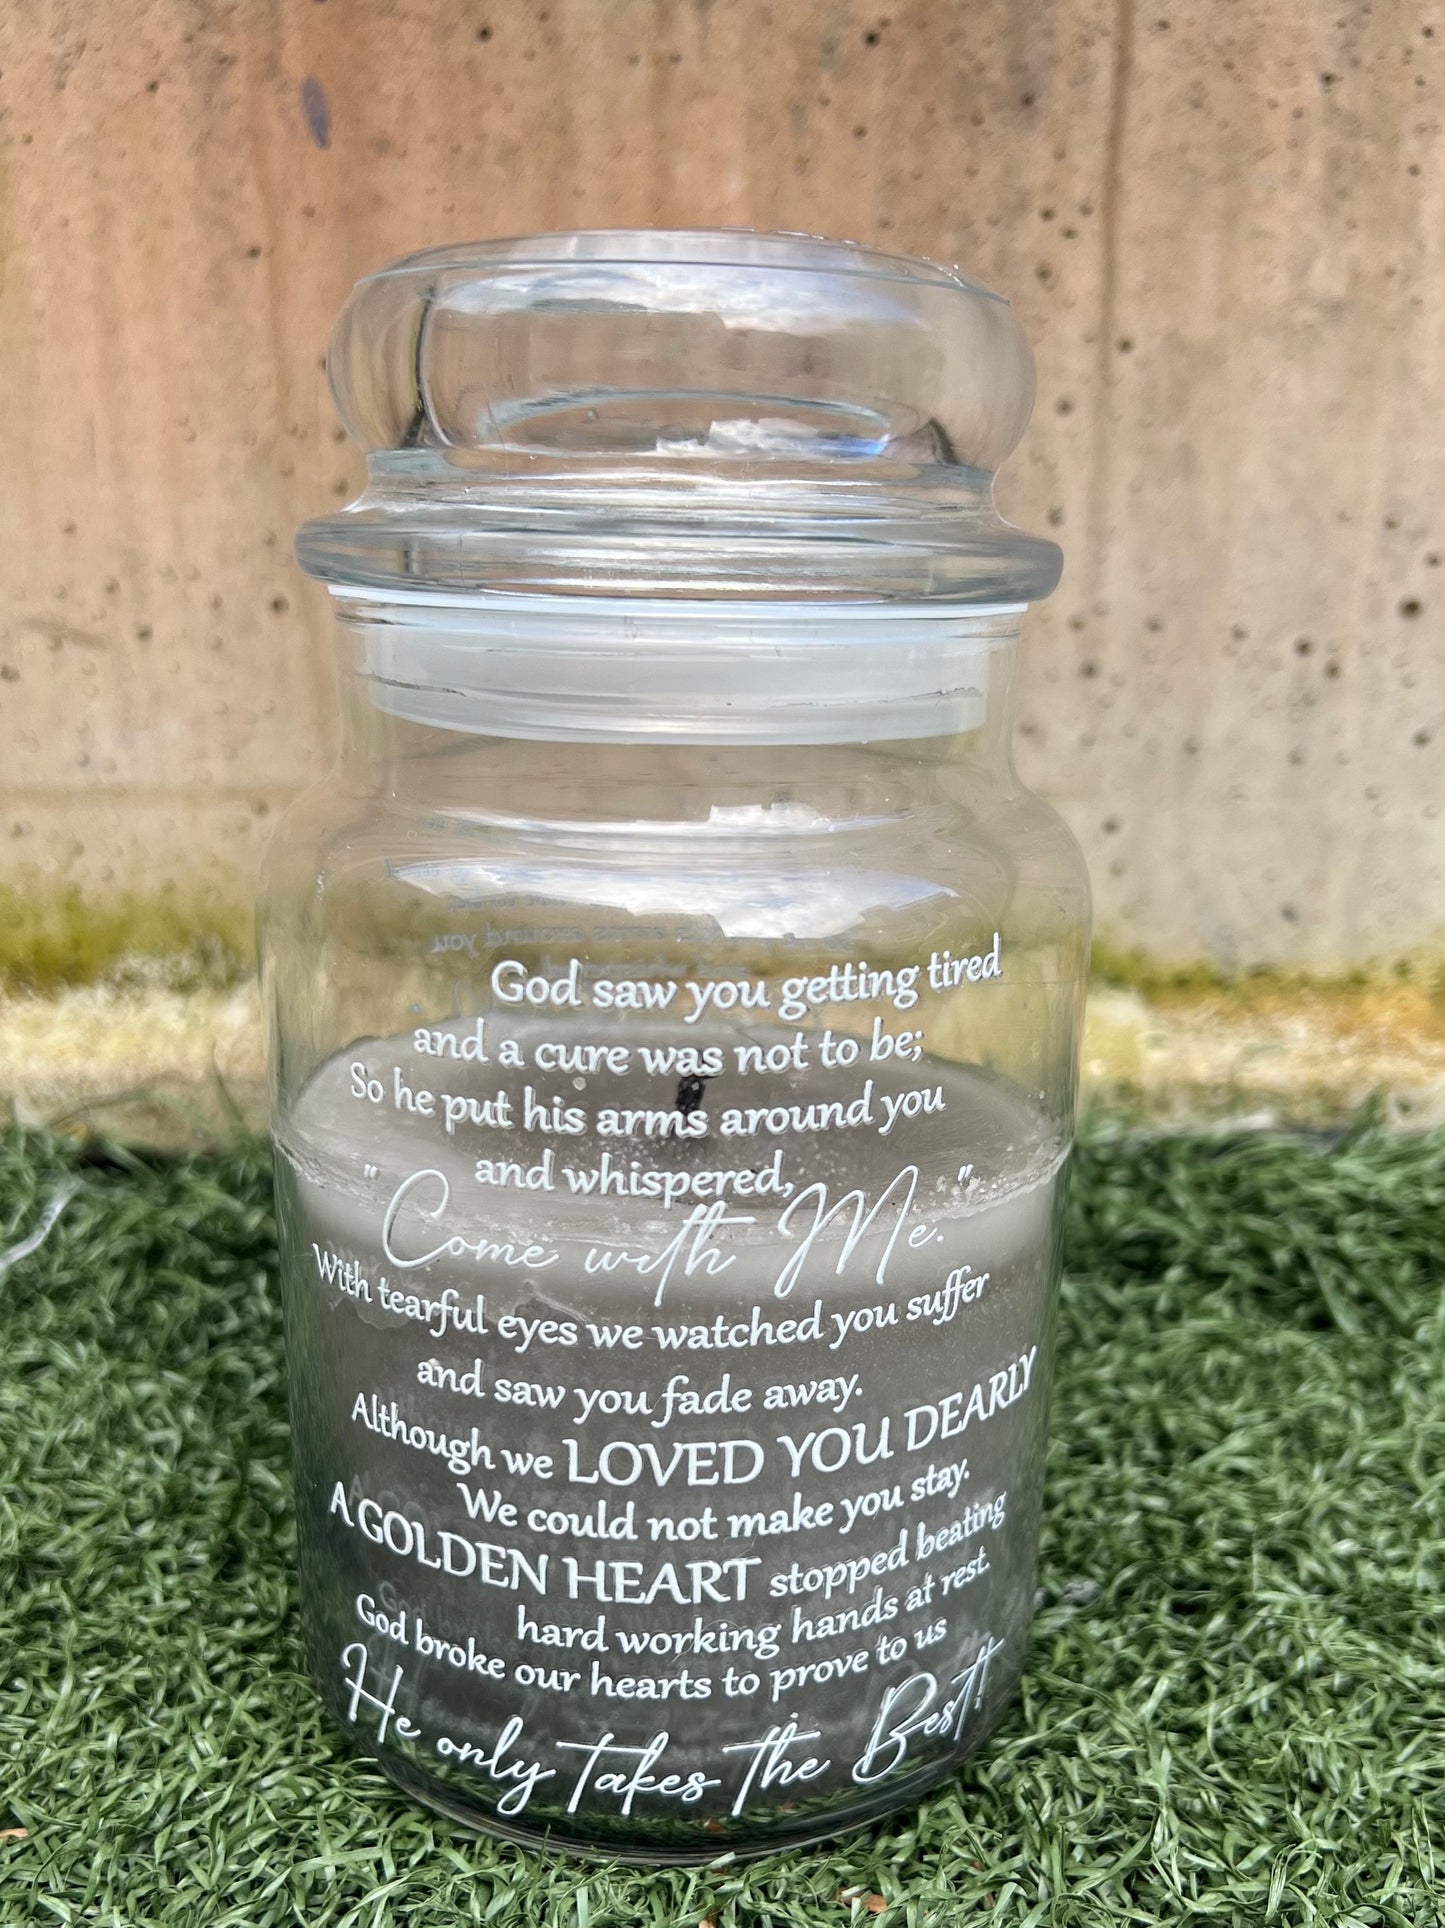 God saw you getting tired
and a cure was not to be;
So he put his arms around you
and whispered,
"Come with Me."
With tearful eyes we watched you suffer
and saw you fade away.
Although we LOVED YOU DEARLY
We could not make you stay.
A GOLDEN HEART stopped beating
hard working hands at rest.
God broke our hearts to prove to us
He only Takes the Best!